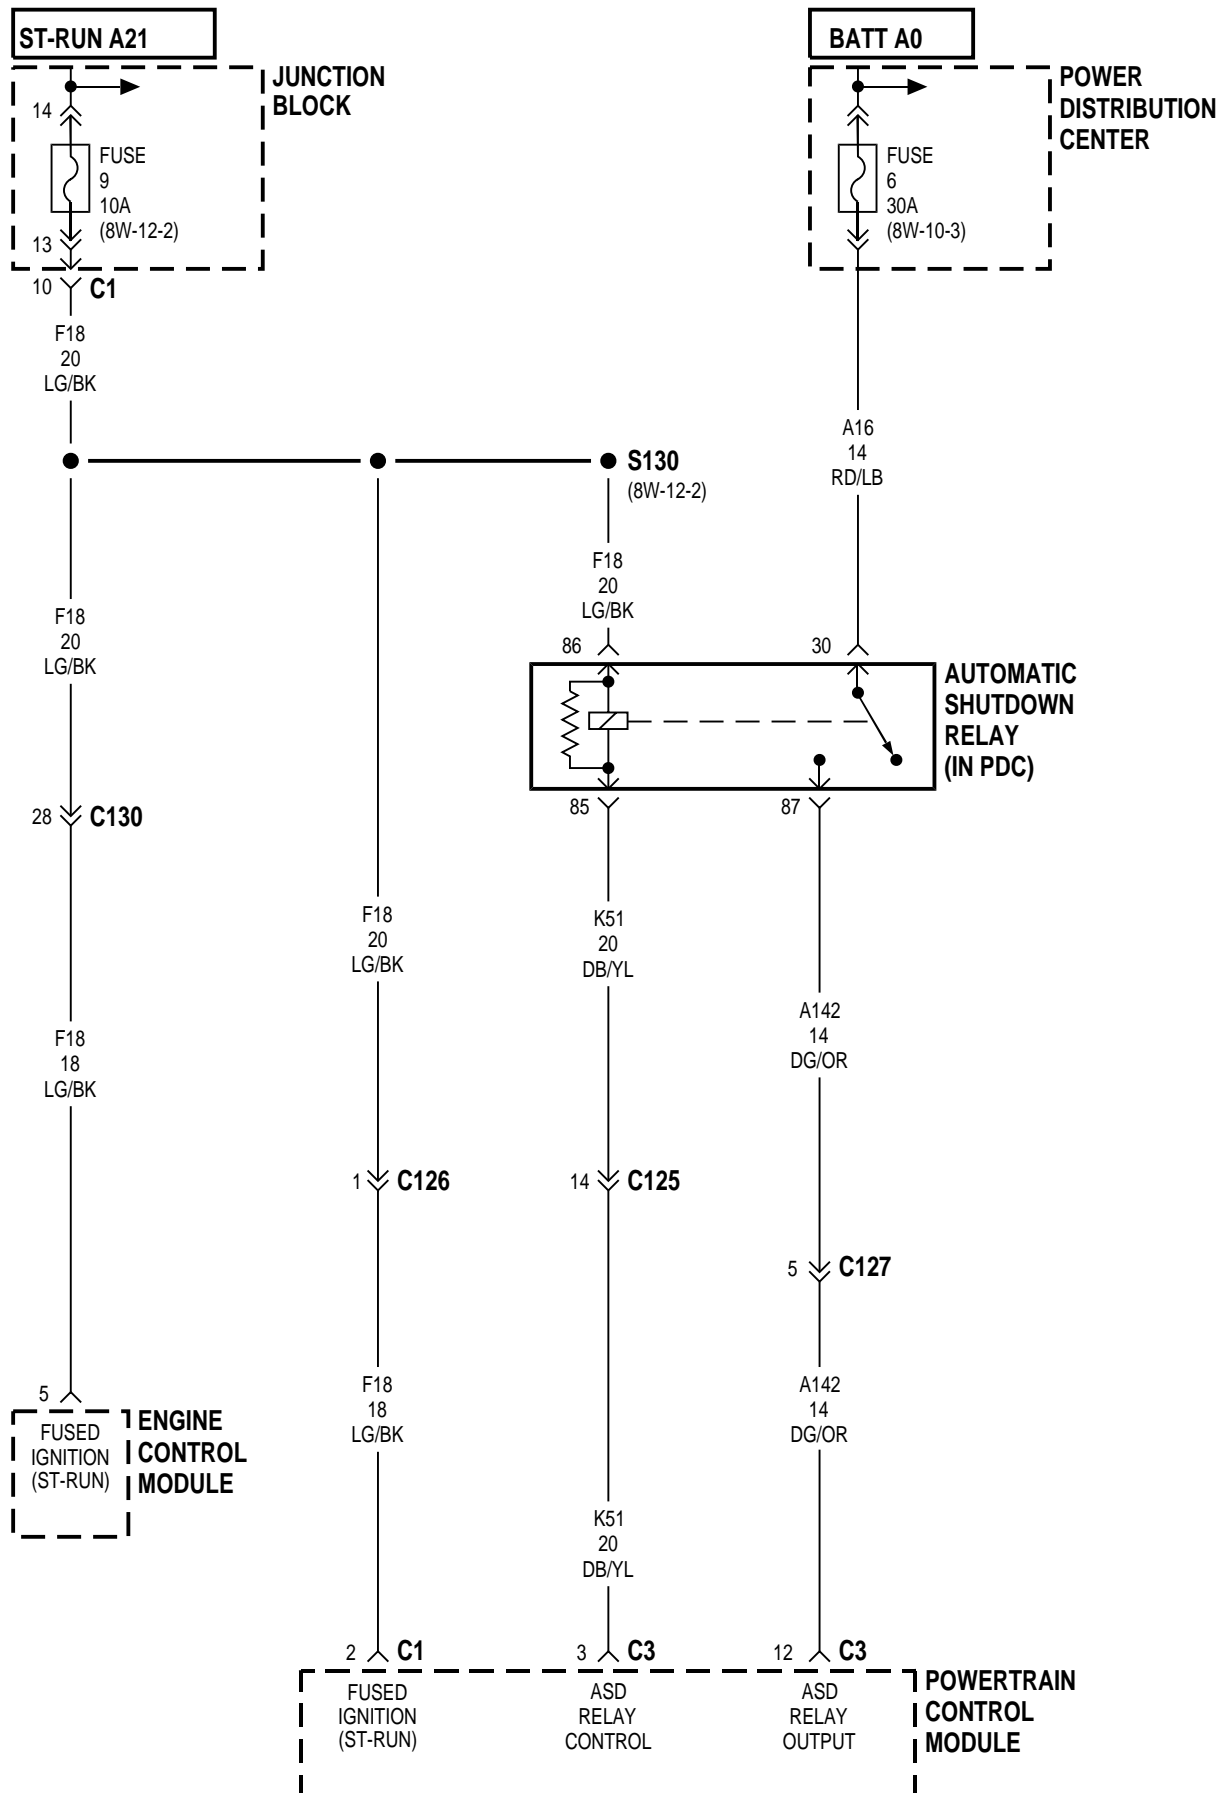 ST-RUN A21
BATT A0
JUNCTION
BLOCK
POWER
DISTRIBUTION
CENTER
14
FUSE
9
10A
(8W-12-2)
13
10
C1
FUSE
6
30A
(8W-10-3)
F18
20
LG/BK
A16
14
RD/LB
S130
(8W-12-2)
F18
20
LG/BK
F18
20
LG/BK
86
30
AUTOMATIC
SHUTDOWN
RELAY
(IN PDC)
85
87
28
C130
F18
20
LG/BK
K51
20
DB/YL
A142
14
DG/OR
F18
18
LG/BK
1
C126
14
C125
5
C127
5
FUSED
IGNITION
(ST-RUN)
ENGINE
CONTROL
MODULE
F18
18
LG/BK
A142
14
DG/OR
K51
20
DB/YL
2
C1
3
C3
12
C3
FUSED
IGNITION
(ST-RUN)
ASD
RELAY
CONTROL
ASD
RELAY
OUTPUT
POWERTRAIN
CONTROL
MODULE